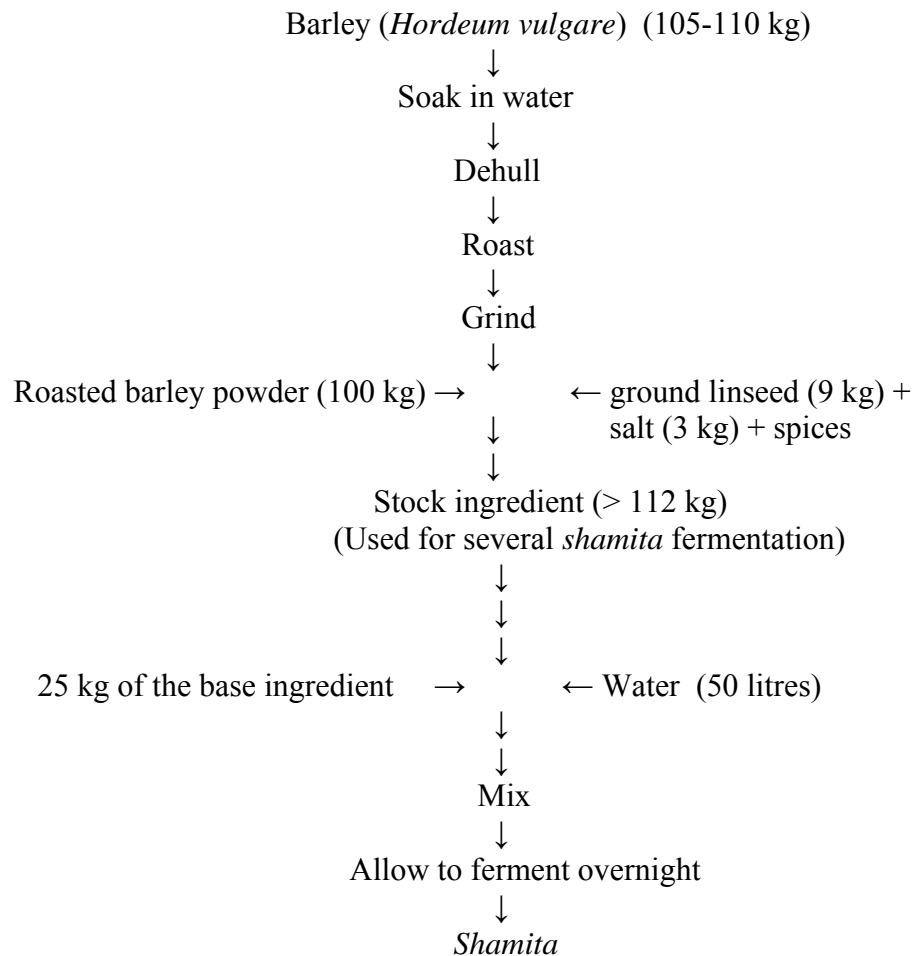 Barley (Hordeum vulgare) (105-110 kg)
↓
Soak in water
↓
Dehull
↓
Roast
↓
Grind
↓
Roasted barley powder (100 kg) → ← ground linseed (9 kg) +
↓ salt (3 kg) + spices
↓
Stock ingredient (> 112 kg)
(Used for several shamita fermentation)
↓
↓
↓
25 kg of the base ingredient → ← Water (50 litres)
↓
↓
Mix
↓
Allow to ferment overnight
↓
Shamita